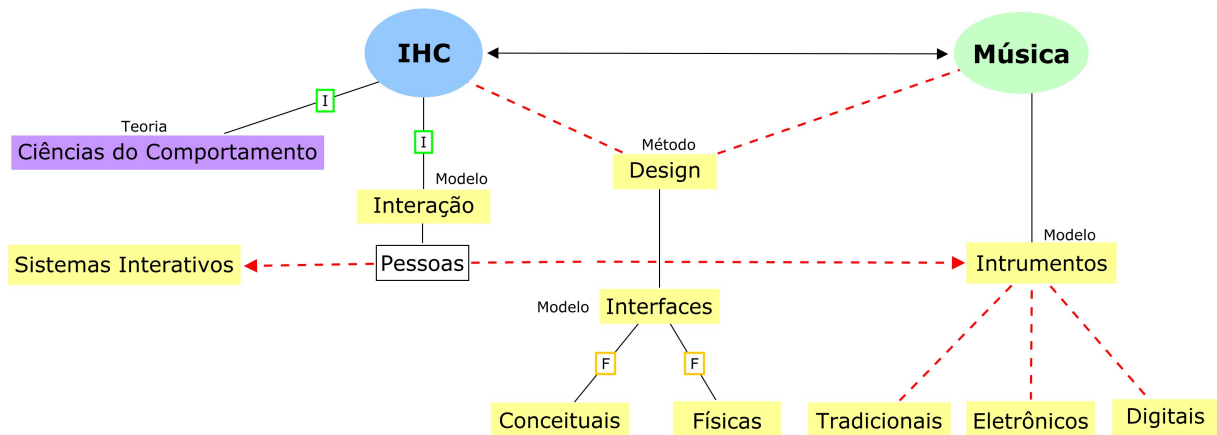 IHC
Música
I
Teoria
Ciências do Comportamento
I
Método
Design
Modelo
Interação
Modelo
Sistemas Interativos
Pessoas
Intrumentos
Modelo
Interfaces
F
F
Conceituais
Físicas
Tradicionais
Eletrônicos
Digitais